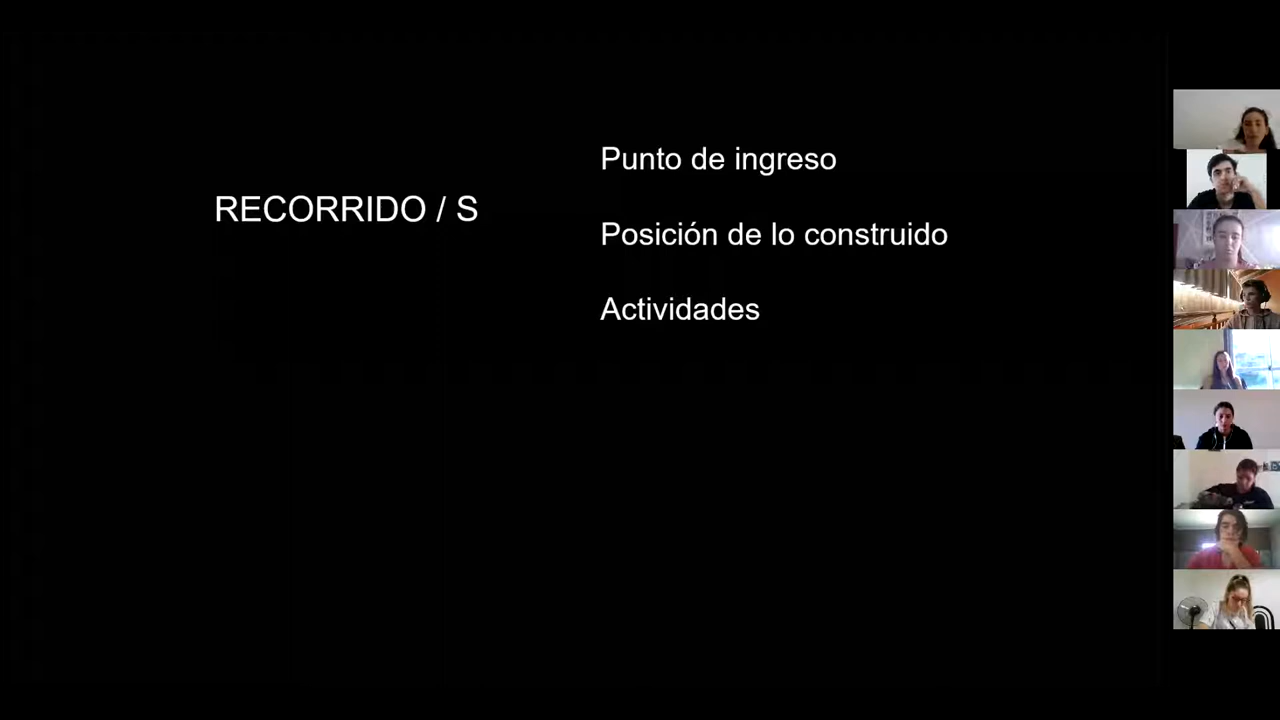 RECORRIDO / S
Punto de ingreso
Posición de lo construido
Actividades